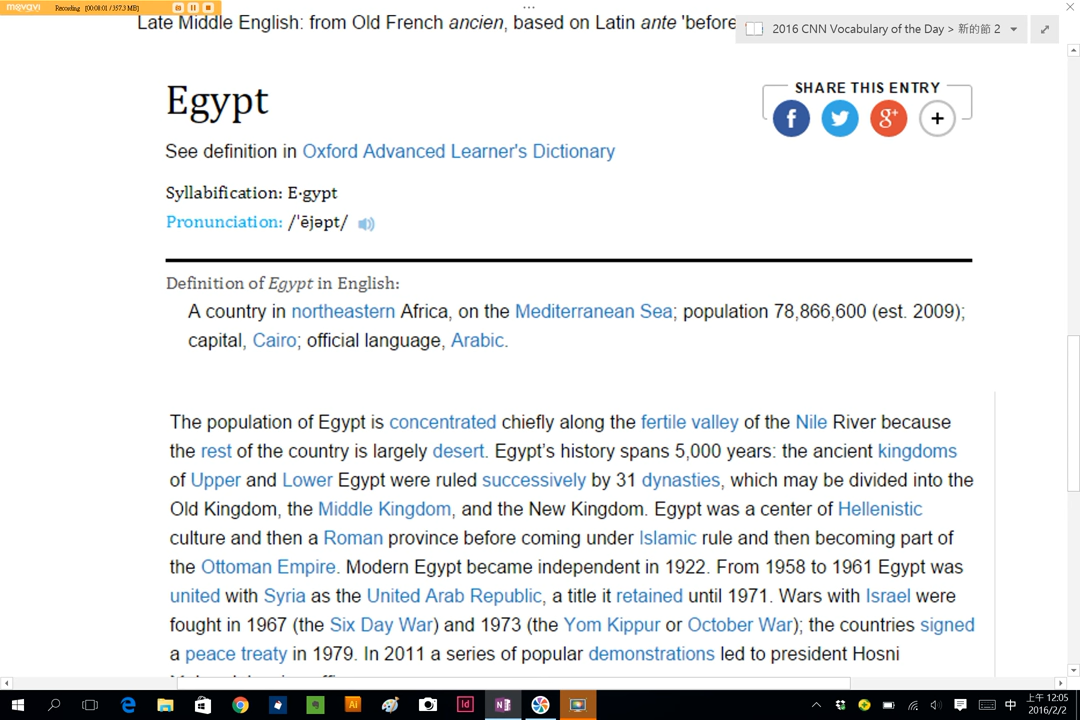 movavi Recording [00:08:01 / 357.3 MB]
...
Late Middle English: from Old French ancien, based on Latin ante 'before
2016 CNN Vocabulary of the Day > 新的節 2
Egypt
SHARE THIS ENTRY
See definition in Oxford Advanced Learner's Dictionary
Syllabification: E·gypt
Pronunciation: /ˈējəpt/
Definition of Egypt in English:
A country in northeastern Africa, on the Mediterranean Sea; population 78,866,600 (est. 2009);
capital, Cairo; official language, Arabic.
The population of Egypt is concentrated chiefly along the fertile valley of the Nile River because
the rest of the country is largely desert. Egypt’s history spans 5,000 years: the ancient kingdoms
of Upper and Lower Egypt were ruled successively by 31 dynasties, which may be divided into the
Old Kingdom, the Middle Kingdom, and the New Kingdom. Egypt was a center of Hellenistic
culture and then a Roman province before coming under Islamic rule and then becoming part of
the Ottoman Empire. Modern Egypt became independent in 1922. From 1958 to 1961 Egypt was
united with Syria as the United Arab Republic, a title it retained until 1971. Wars with Israel were
fought in 1967 (the Six Day War) and 1973 (the Yom Kippur or October War); the countries signed
a peace treaty in 1979. In 2011 a series of popular demonstrations led to president Hosni
中
上午 12:05
2016/2/2